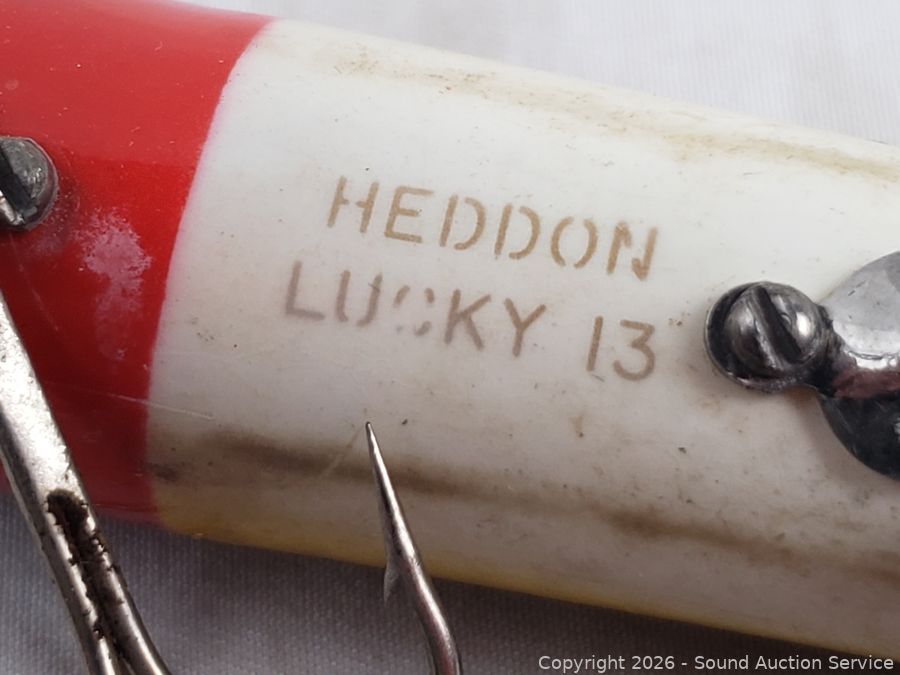 HEDDON
LUCKY 13
Copyright © 2026 - Sound Auction Service